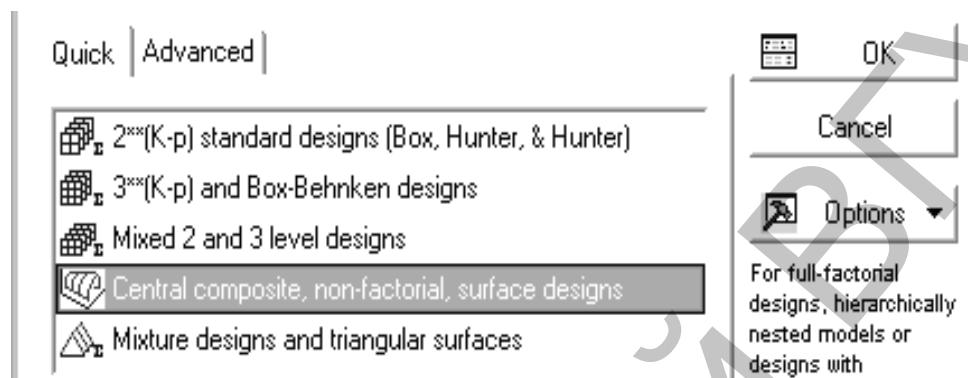 Quick Advanced
2**(K-p) standard designs (Box, Hunter, & Hunter)
3**(K-p) and Box-Behnken designs
Mixed 2 and 3 level designs
Central composite, non-factorial, surface designs
Mixture designs and triangular surfaces
OK
Cancel
Options
For full-factorial
designs, hierarchically
nested models or
designs with